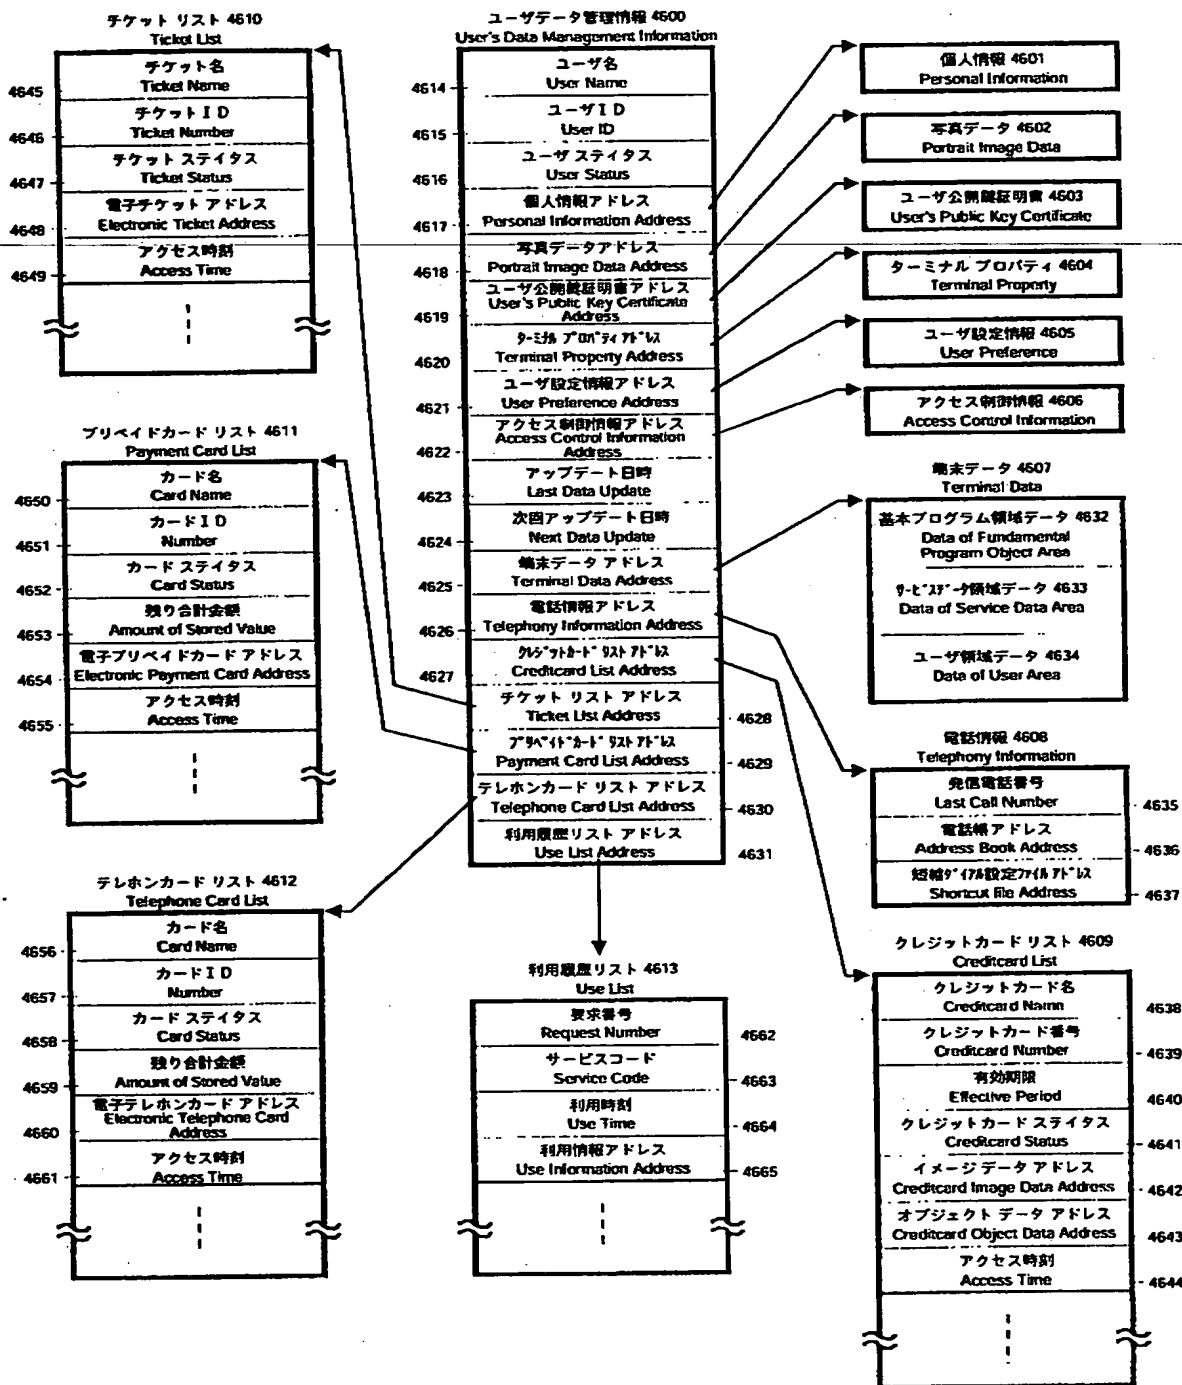 チケット リスト 4610
Ticket List
チケット名
Ticket Name
4645
チケットID
Ticket Number
4646
チケット ステイタス
Ticket Status
4647
電子チケット アドレス
Electronic Ticket Address
4648
アクセス時刻
Access Time
4649
プリペイドカード リスト 4611
Payment Card List
カード名
Card Name
4650
カードID
Number
4651
カード ステイタス
Card Status
4652
残り合計金額
Amount of Stored Value
4653
電子プリペイドカード アドレス
Electronic Payment Card Address
4654
アクセス時刻
Access Time
4655
テレホンカード リスト 4612
Telephone Card List
カード名
Card Name
4656
カードID
Number
4657
カード ステイタス
Card Status
4658
残り合計金額
Amount of Stored Value
4659
電子テレホンカード アドレス
Electronic Telephone Card
Address
4660
アクセス時刻
Access Time
4661
ユーザデータ管理情報 4600
User's Data Management Information
ユーザ名
User Name
4614
ユーザID
User ID
4615
ユーザ ステイタス
User Status
4616
個人情報アドレス
Personal Information Address
4617
写真データアドレス
Portrait Image Data Address
4618
ユーザ公開鍵証明書アドレス
User's Public Key Certificate
Address
4619
ターミナル プロパティ アドレス
Terminal Property Address
4620
ユーザ設定情報アドレス
User Preference Address
4621
アクセス制御情報アドレス
Access Control Information
Address
4622
アップデート日時
Last Data Update
4623
次回アップデート日時
Next Data Update
4624
端末データ アドレス
Terminal Data Address
4625
電話情報アドレス
Telephony Information Address
4626
クレジットカード リスト アドレス
Creditcard List Address
4627
チケット リスト アドレス
Ticket List Address
4628
プリペイドカード リスト アドレス
Payment Card List Address
4629
テレホンカード リスト アドレス
Telephone Card List Address
4630
利用履歴リスト アドレス
Use List Address
4631
利用履歴リスト 4613
Use List
要求番号
Request Number
4662
サービスコード
Service Code
4663
利用時刻
Use Time
4664
利用情報アドレス
Use Information Address
4665
個人情報 4601
Personal Information
写真データ 4602
Portrait Image Data
ユーザ公開鍵証明書 4603
User's Public Key Certificate
ターミナル プロパティ 4604
Terminal Property
ユーザ設定情報 4605
User Preference
アクセス制御情報 4606
Access Control Information
端末データ 4607
Terminal Data
基本プログラム領域データ 4632
Data of Fundamental
Program Object Area
サービスデータ領域データ 4633
Data of Service Data Area
ユーザ領域データ 4634
Data of User Area
電話情報 4608
Telephony Information
発信電話番号
Last Call Number
4635
電話帳アドレス
Address Book Address
4636
短縮ダイアル設定ファイル アドレス
Shortcut file Address
4637
クレジットカード リスト 4609
Creditcard List
クレジットカード名
Creditcard Name
4638
クレジットカード番号
Creditcard Number
4639
有効期限
Effective Period
4640
クレジットカード ステイタス
Creditcard Status
4641
イメージ データ アドレス
Creditcard Image Data Address
4642
オブジェクト データ アドレス
Creditcard Object Data Address
4643
アクセス時刻
Access Time
4644